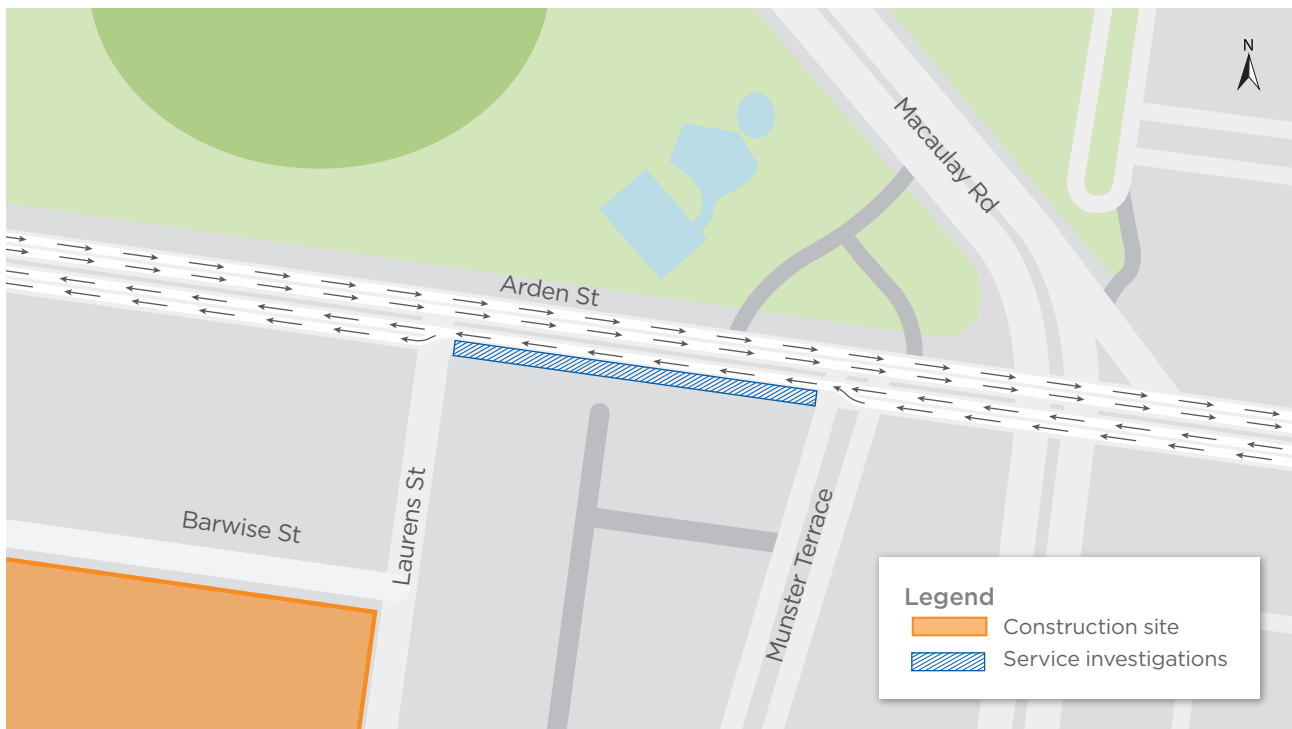 N
Macaulay Rd
Arden St
Laurens St
Barwise St
Munster Terrace
Legend
Construction site
Service investigations